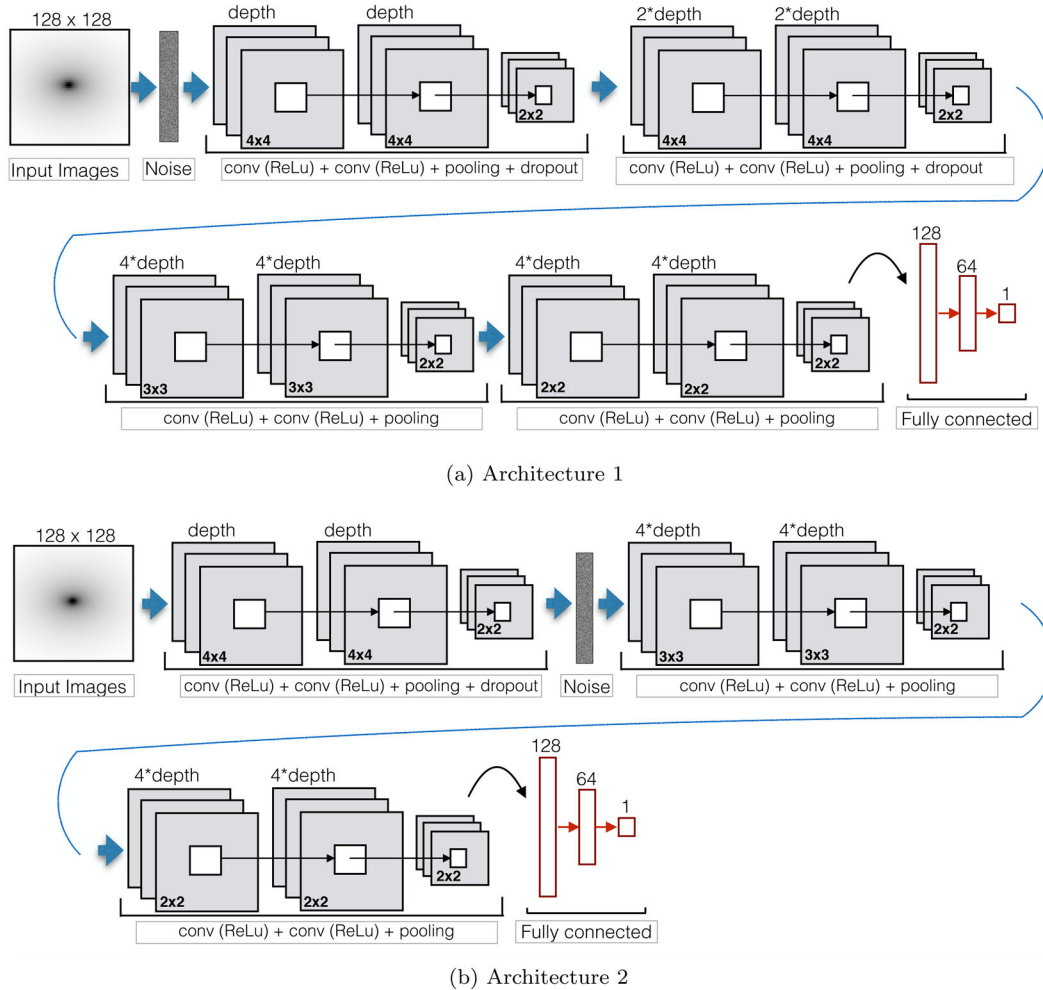 128 x 128
depth
depth
2*depth
2*depth
4x4
4x4
2x2
4x4
4x4
2x2
Input Images
Noise
conv (ReLu) + conv (ReLu) + pooling + dropout
conv (ReLu) + conv (ReLu) + pooling + dropout
4*depth
4*depth
4*depth
4*depth
128
64
1
3x3
3x3
2x2
2x2
2x2
2x2
conv (ReLu) + conv (ReLu) + pooling
conv (ReLu) + conv (ReLu) + pooling
Fully connected
(a) Architecture 1
128 x 128
depth
depth
4*depth
4*depth
4x4
4x4
2x2
3x3
3x3
2x2
Input Images
conv (ReLu) + conv (ReLu) + pooling + dropout
Noise
conv (ReLu) + conv (ReLu) + pooling
4*depth
4*depth
128
64
1
2x2
2x2
2x2
conv (ReLu) + conv (ReLu) + pooling
Fully connected
(b) Architecture 2